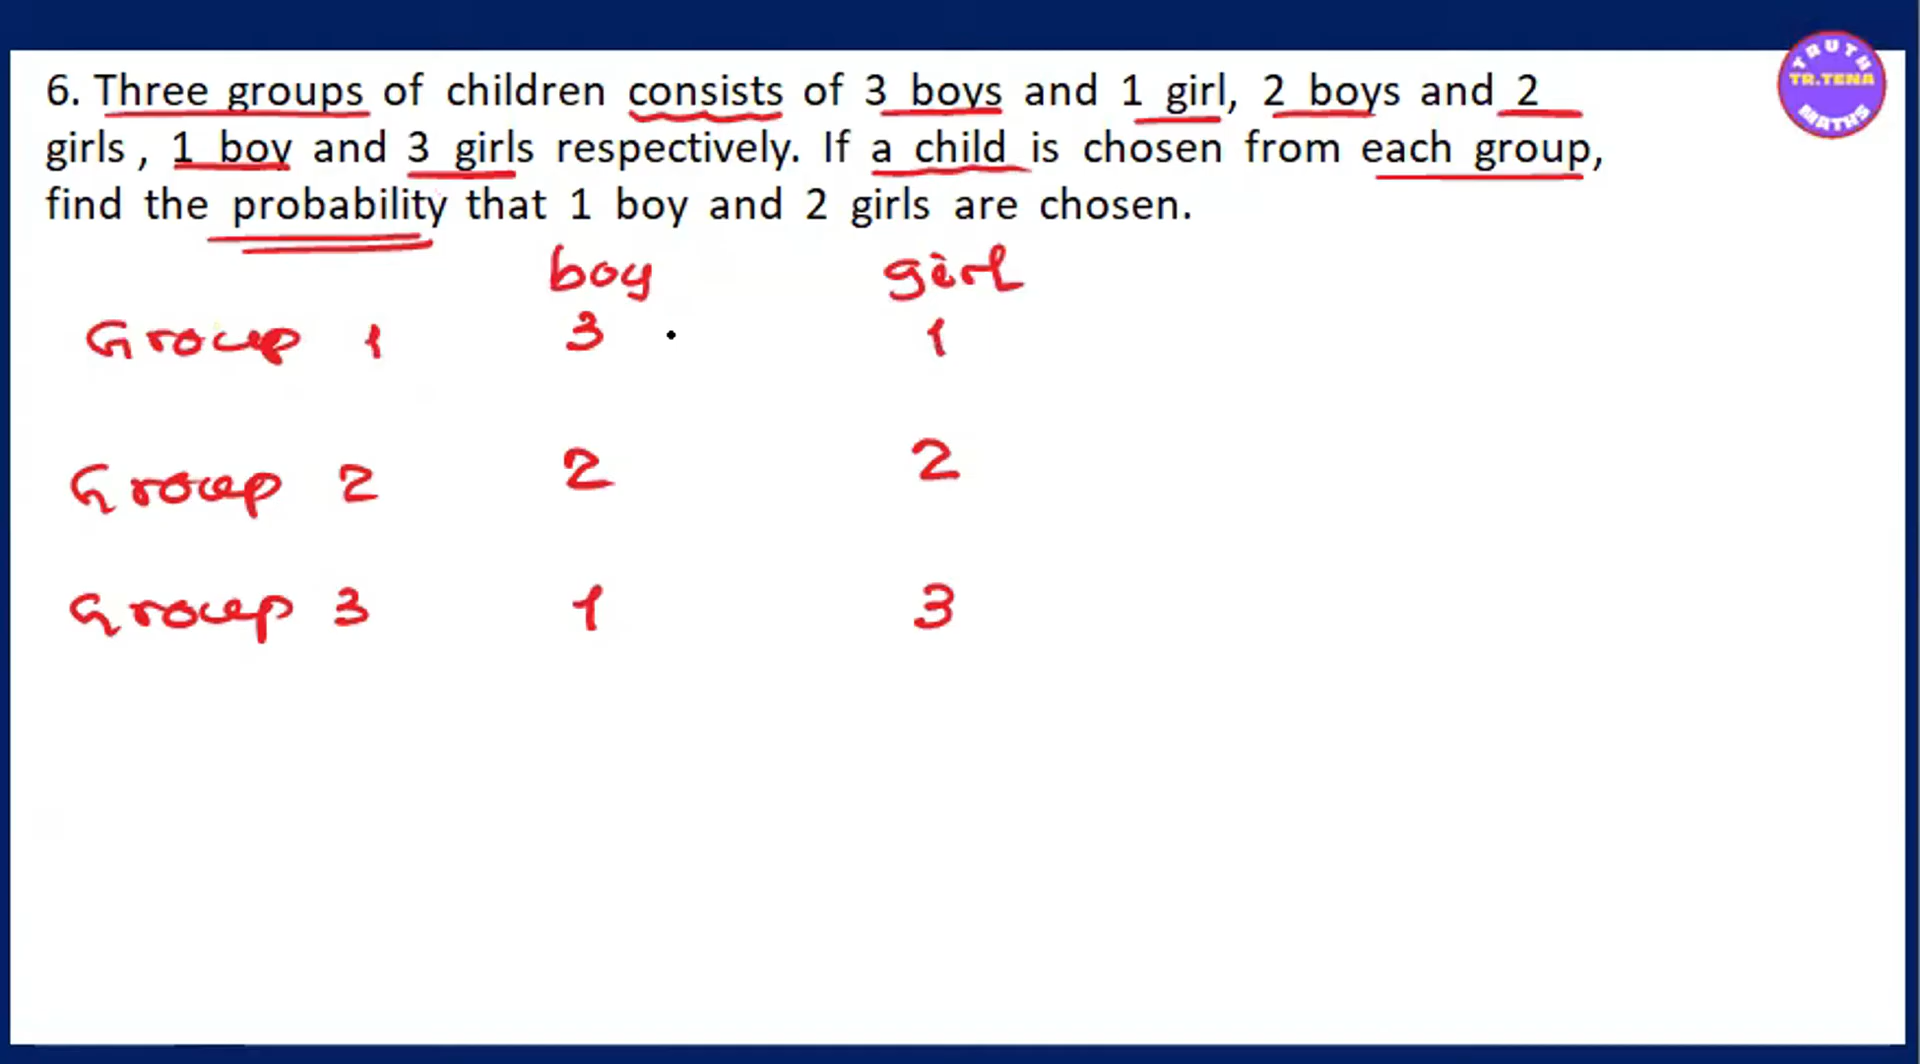 6. Three groups of children consists of 3 boys and 1 girl, 2 boys and 2
girls , 1 boy and 3 girls respectively. If a child is chosen from each group,
find the probability that 1 boy and 2 girls are chosen.
boy girl
Group 1 3 1
Group 2 2 2
Group 3 1 3
TRUTH
TR.TENA
MATHS